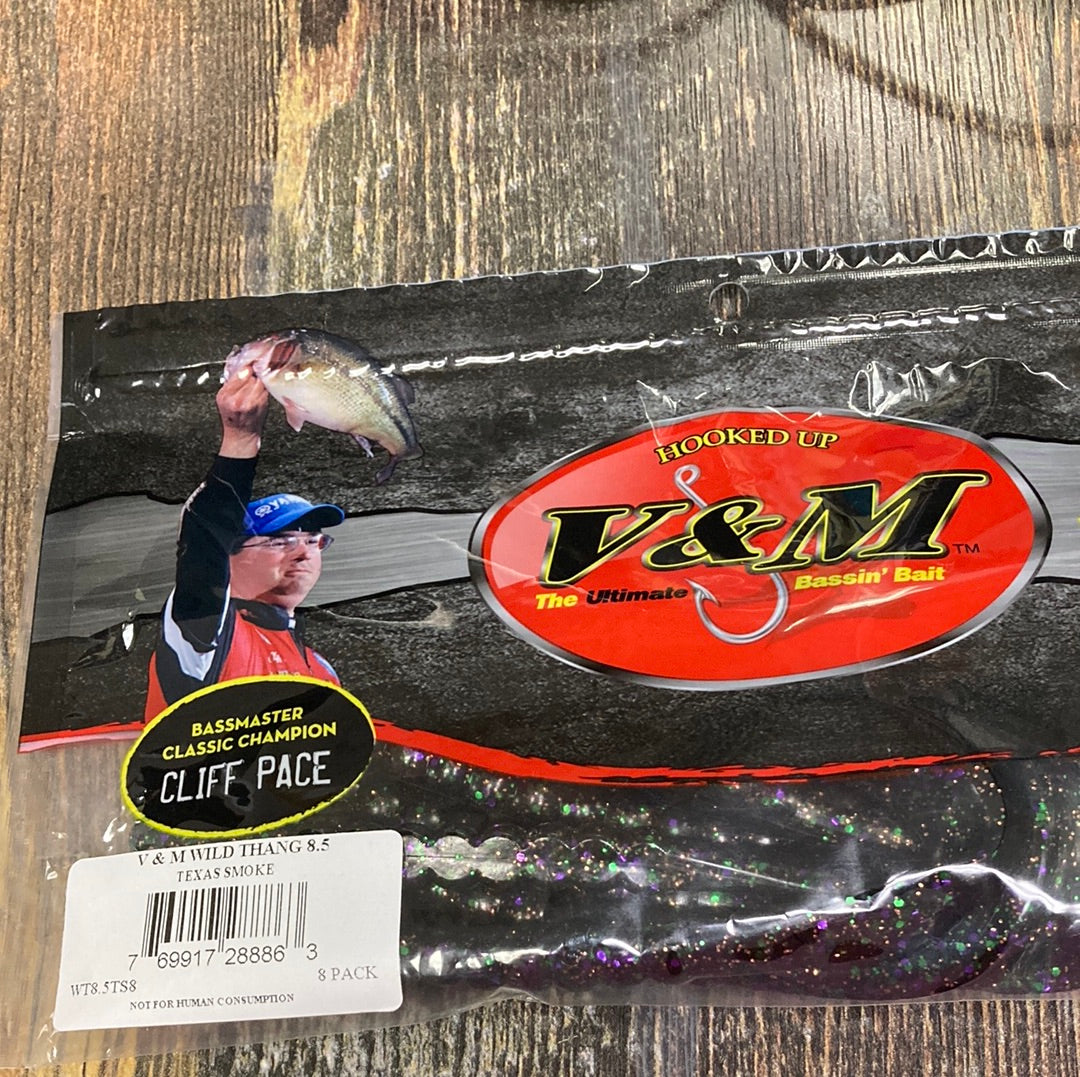 HOOKED UP
V&M™
The Ultimate Bassin' Bait
BASSMASTER
CLASSIC CHAMPION
CLIFF PACE
V & M WILD THANG 8.5
TEXAS SMOKE
7 69917 28886 3
WT8.5TS8 8 PACK
NOT FOR HUMAN CONSUMPTION